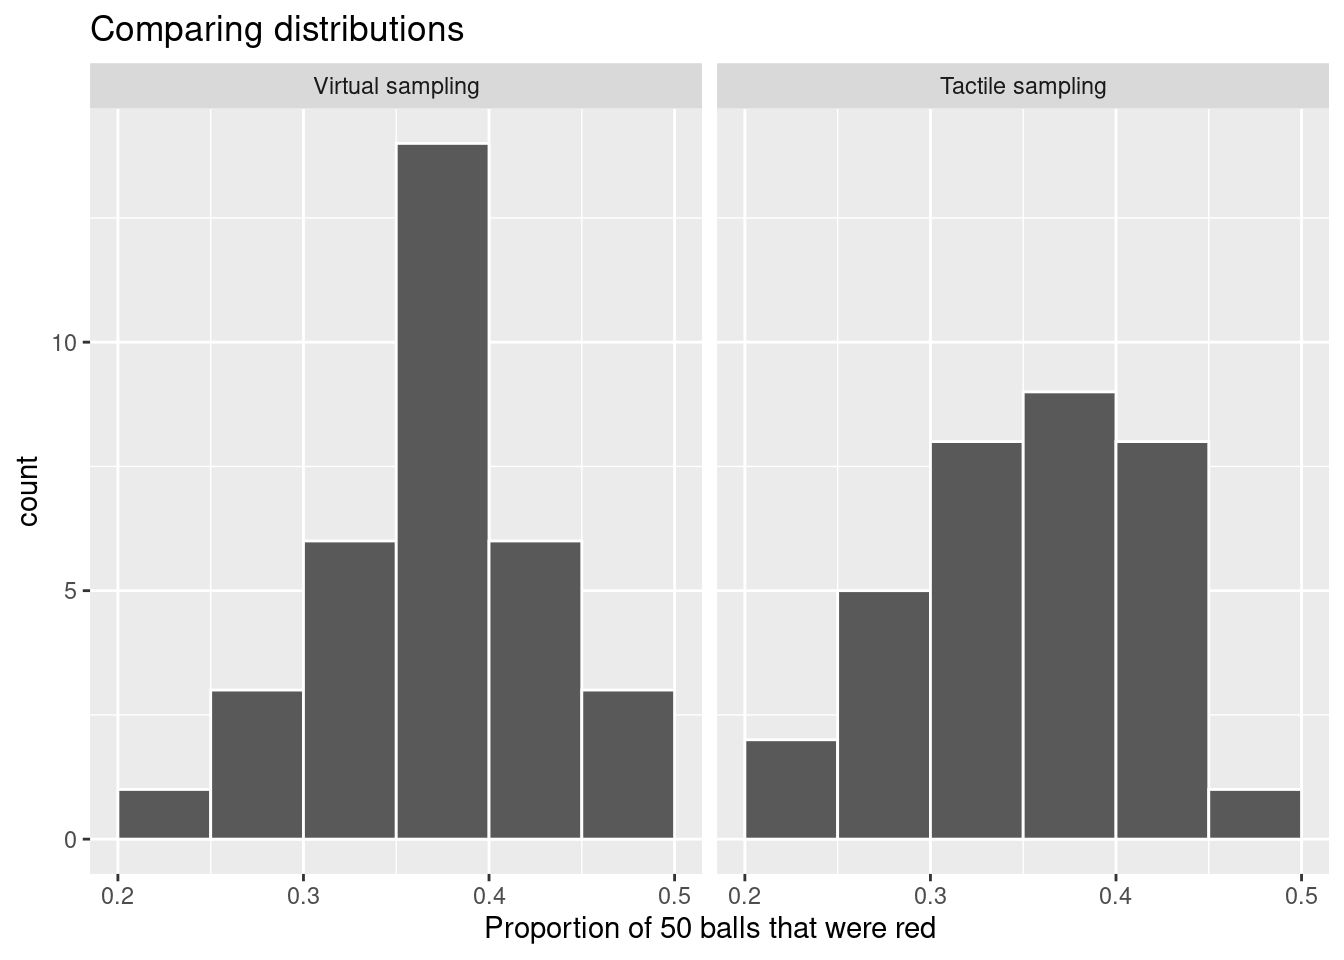 Comparing distributions
Virtual sampling
Tactile sampling
10
5
0
count
0.2 0.3 0.4 0.5
0.2 0.3 0.4 0.5
Proportion of 50 balls that were red